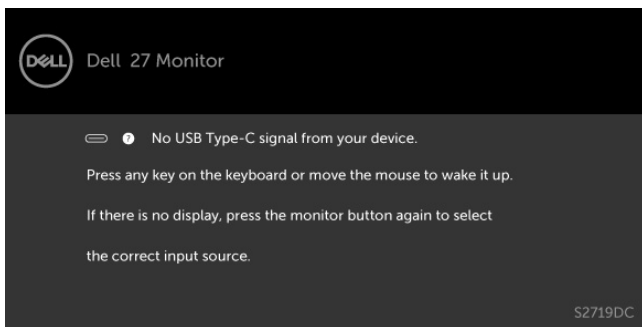 DELL
Dell 27 Monitor
? No USB Type-C signal from your device.
Press any key on the keyboard or move the mouse to wake it up.
If there is no display, press the monitor button again to select
the correct input source.
S2719DC